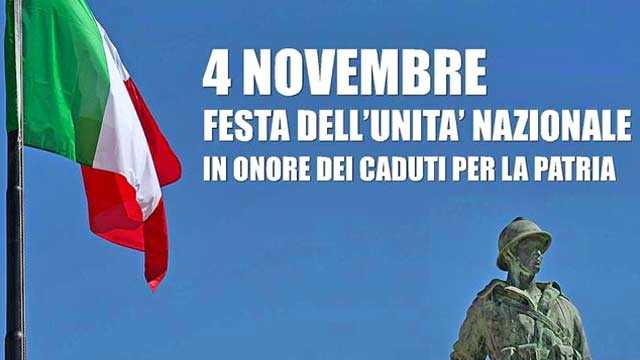 4 NOVEMBRE
FESTA DELL'UNITA' NAZIONALE
IN ONORE DEI CADUTI PER LA PATRIA